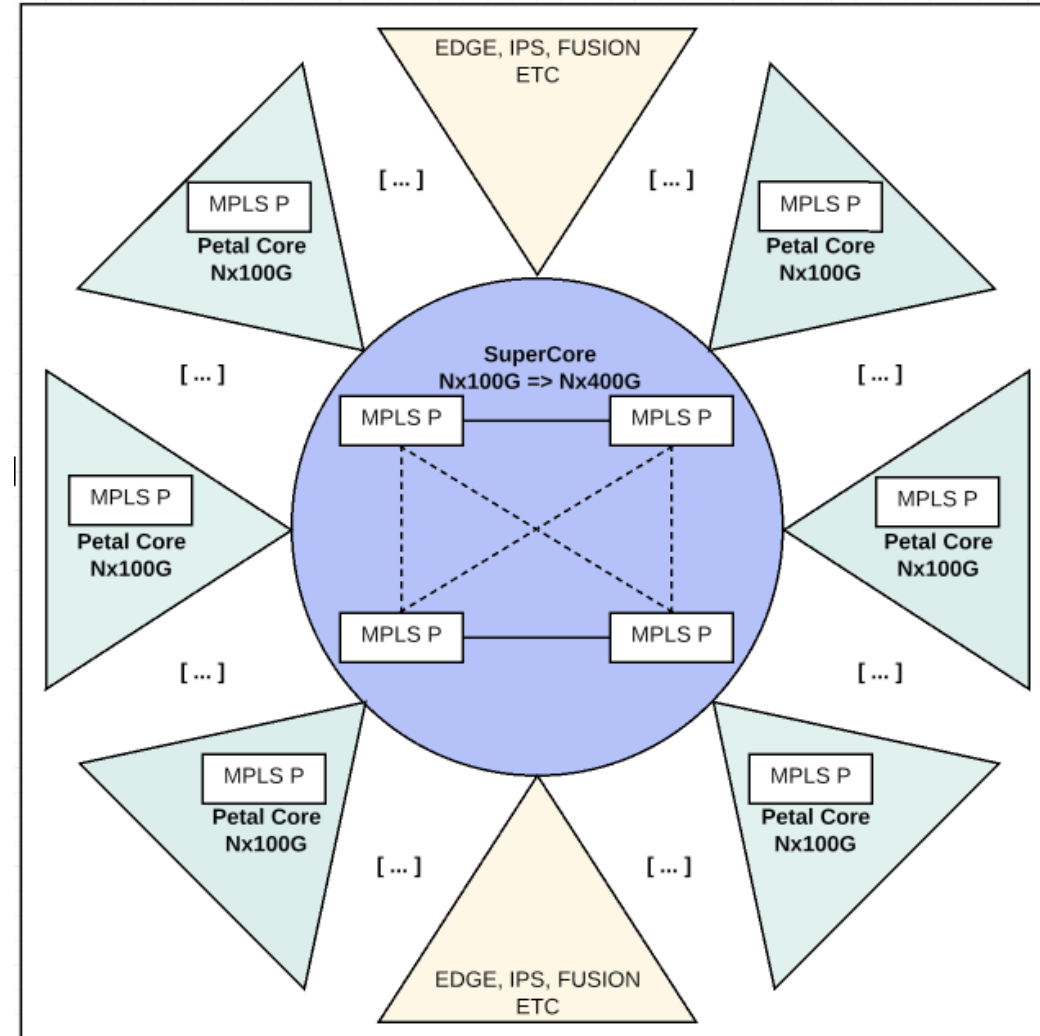 EDGE, IPS, FUSION
ETC
[ ... ]
[ ... ]
MPLS P
Petal Core
Nx100G
MPLS P
Petal Core
Nx100G
SuperCore
Nx100G => Nx400G
[ ... ]
[ ... ]
MPLS P
MPLS P
MPLS P
Petal Core
Nx100G
MPLS P
Petal Core
Nx100G
MPLS P
MPLS P
[ ... ]
[ ... ]
MPLS P
Petal Core
Nx100G
MPLS P
Petal Core
Nx100G
[ ... ]
[ ... ]
EDGE, IPS, FUSION
ETC